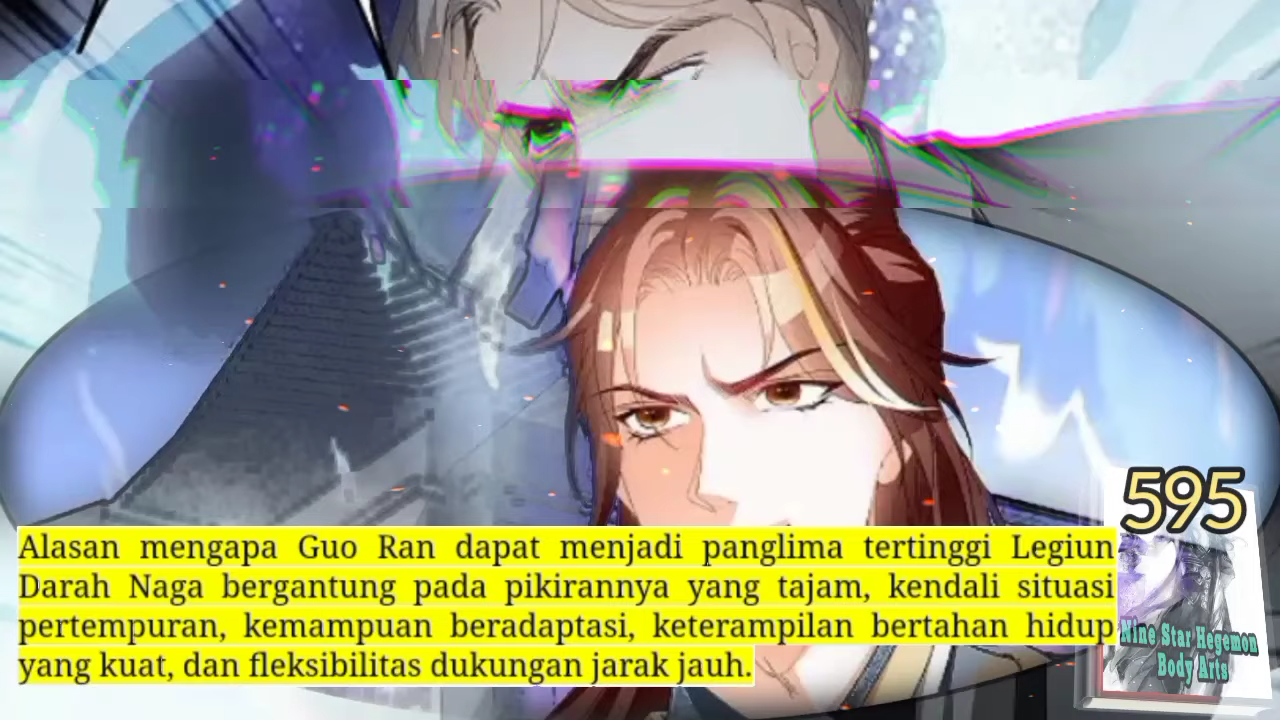 595
Alasan mengapa Guo Ran dapat menjadi panglima tertinggi Legiun
Darah Naga bergantung pada pikirannya yang tajam, kendali situasi
pertempuran, kemampuan beradaptasi, keterampilan bertahan hidup
yang kuat, dan fleksibilitas dukungan jarak jauh.
Nine Star Hegemon
Body Arts